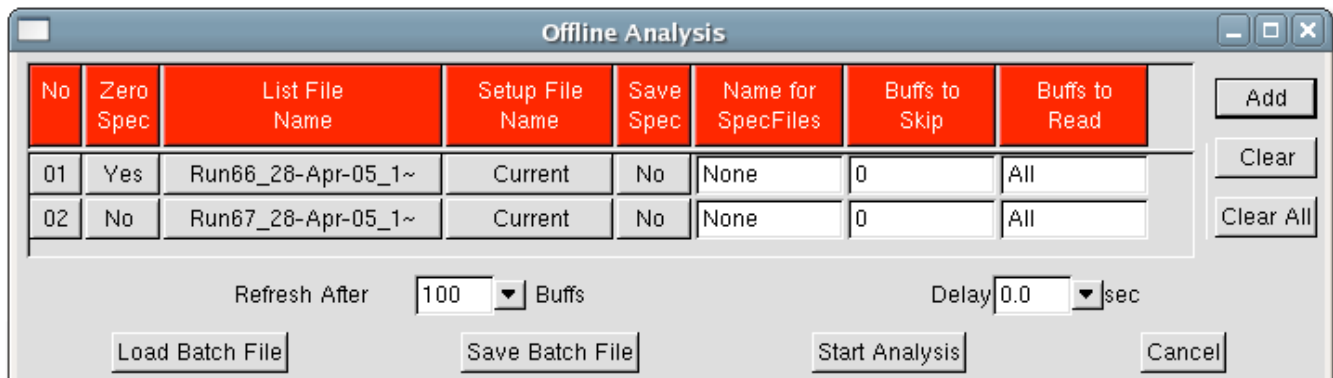 Offline Analysis
No Zero Spec List File Name Setup File Name Save Spec Name for SpecFiles Buffs to Skip Buffs to Read
Add
01 Yes Run66_28-Apr-05_1~ Current No None 0 All
Clear
02 No Run67_28-Apr-05_1~ Current No None 0 All
Clear All
Refresh After 100 Buffs Delay 0.0 sec
Load Batch File Save Batch File Start Analysis Cancel